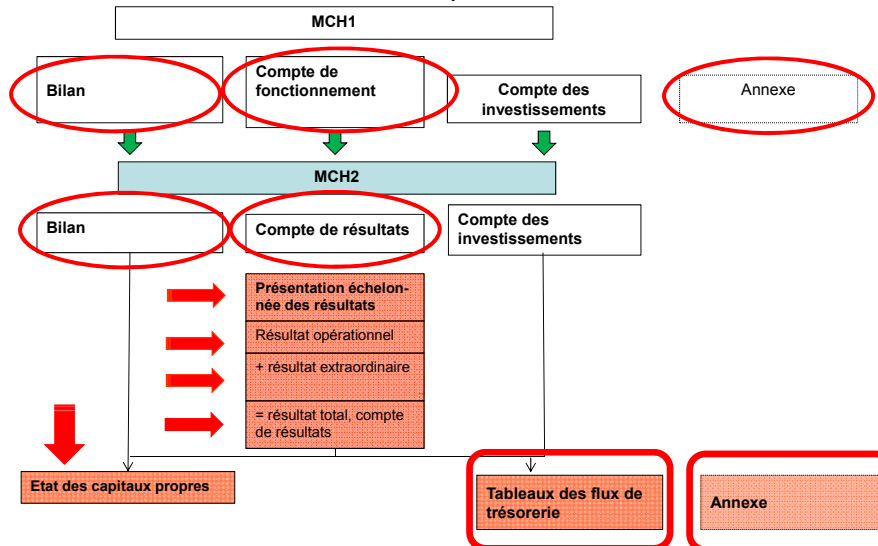 MCH1
Bilan
Compte de
fonctionnement
Compte des
investissements
Annexe
MCH2
Bilan
Compte de résultats
Compte des
investissements
Présentation échelon-
née des résultats
Résultat opérationnel
+ résultat extraordinaire
= résultat total, compte
de résultats
Etat des capitaux propres
Tableaux des flux de
trésorerie
Annexe